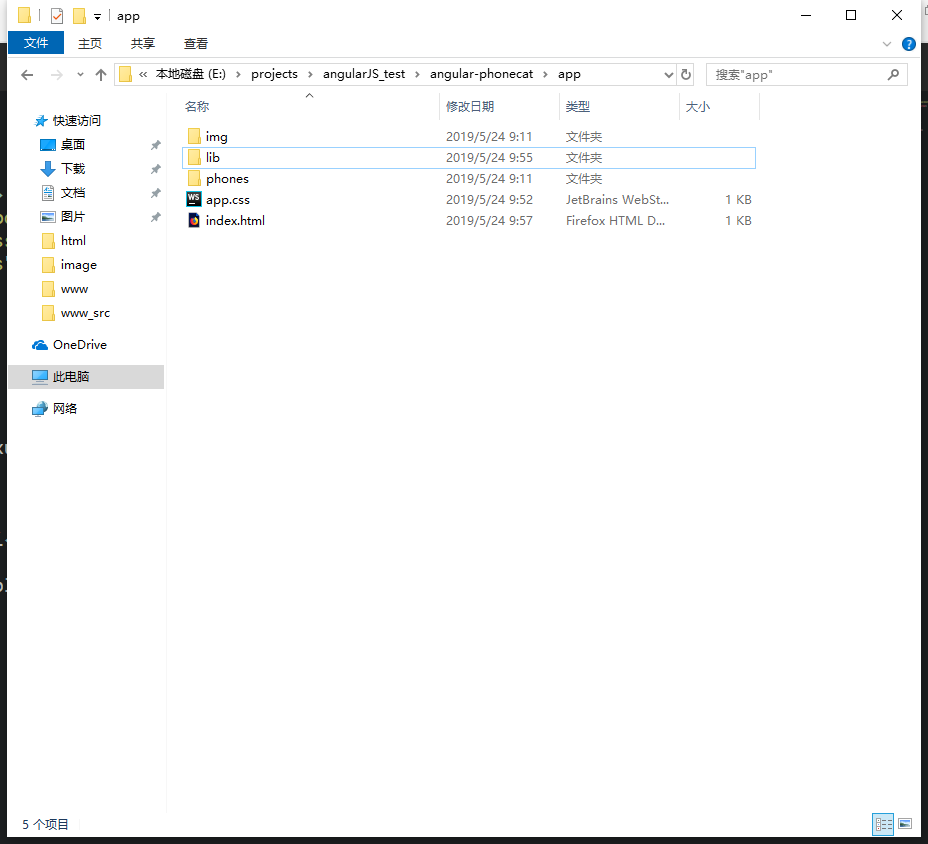 app
文件 主页 共享 查看
« 本地磁盘 (E:) › projects › angularJS_test › angular-phonecat › app
搜索"app"
名称 修改日期 类型 大小
快速访问
桌面
下载
文档
图片
html
image
www
www_src
OneDrive
此电脑
网络
img 2019/5/24 9:11 文件夹
lib 2019/5/24 9:55 文件夹
phones 2019/5/24 9:11 文件夹
app.css 2019/5/24 9:52 JetBrains WebSt... 1 KB
index.html 2019/5/24 9:57 Firefox HTML D... 1 KB
5 个项目